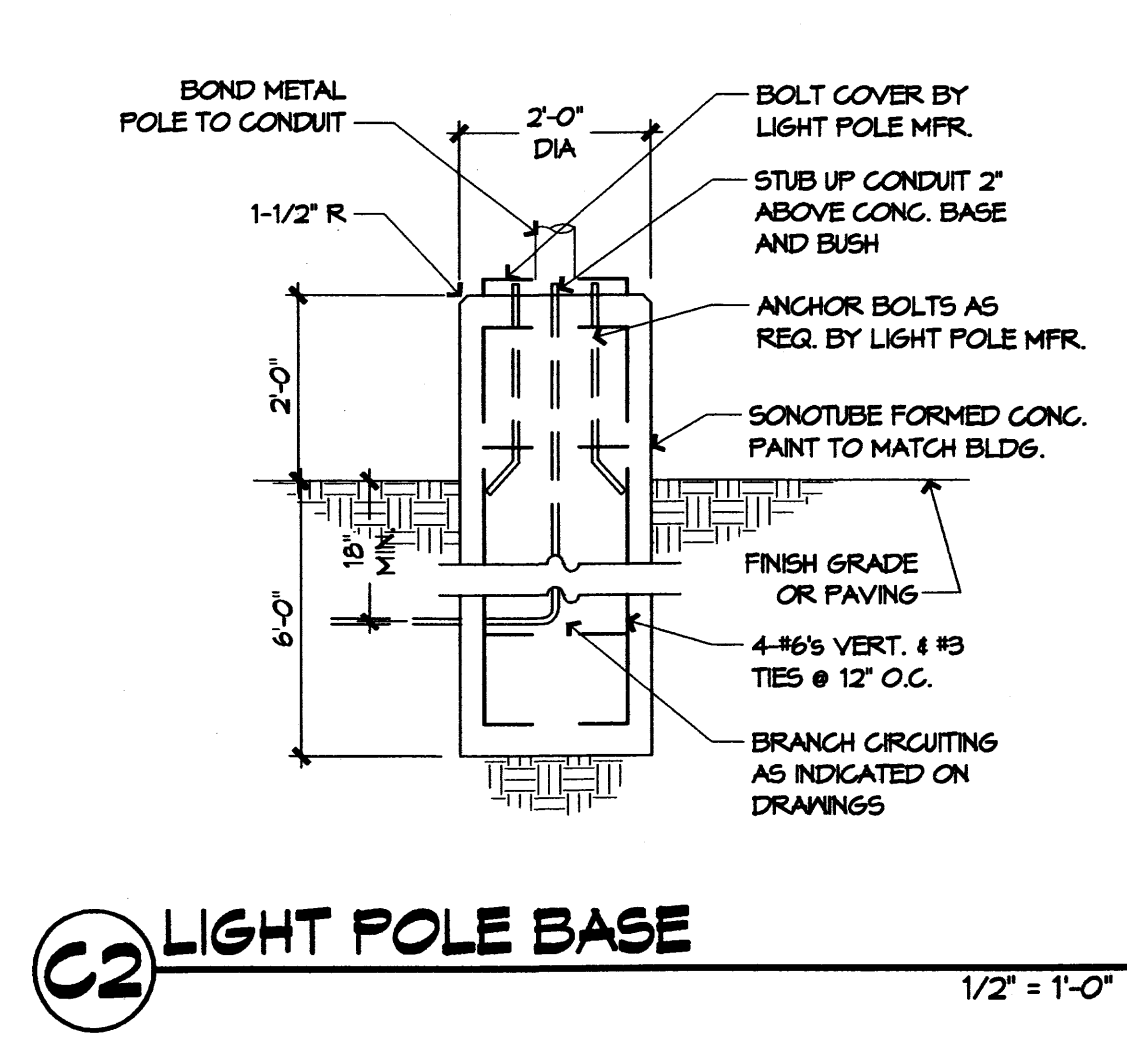 BOND METAL
POLE TO CONDUIT
2'-0"
DIA
BOLT COVER BY
LIGHT POLE MFR.
STUB UP CONDUIT 2"
ABOVE CONC. BASE
AND BUSH
1-1/2" R
ANCHOR BOLTS AS
REQ. BY LIGHT POLE MFR.
2'-0"
SONOTUBE FORMED CONC.
PAINT TO MATCH BLDG.
18"
MIN.
FINISH GRADE
OR PAVING
6'-0"
4-#6's VERT. & #3
TIES @ 12" O.C.
BRANCH CIRCUITING
AS INDICATED ON
DRAWINGS
C2
LIGHT POLE BASE
1/2" = 1'-0"